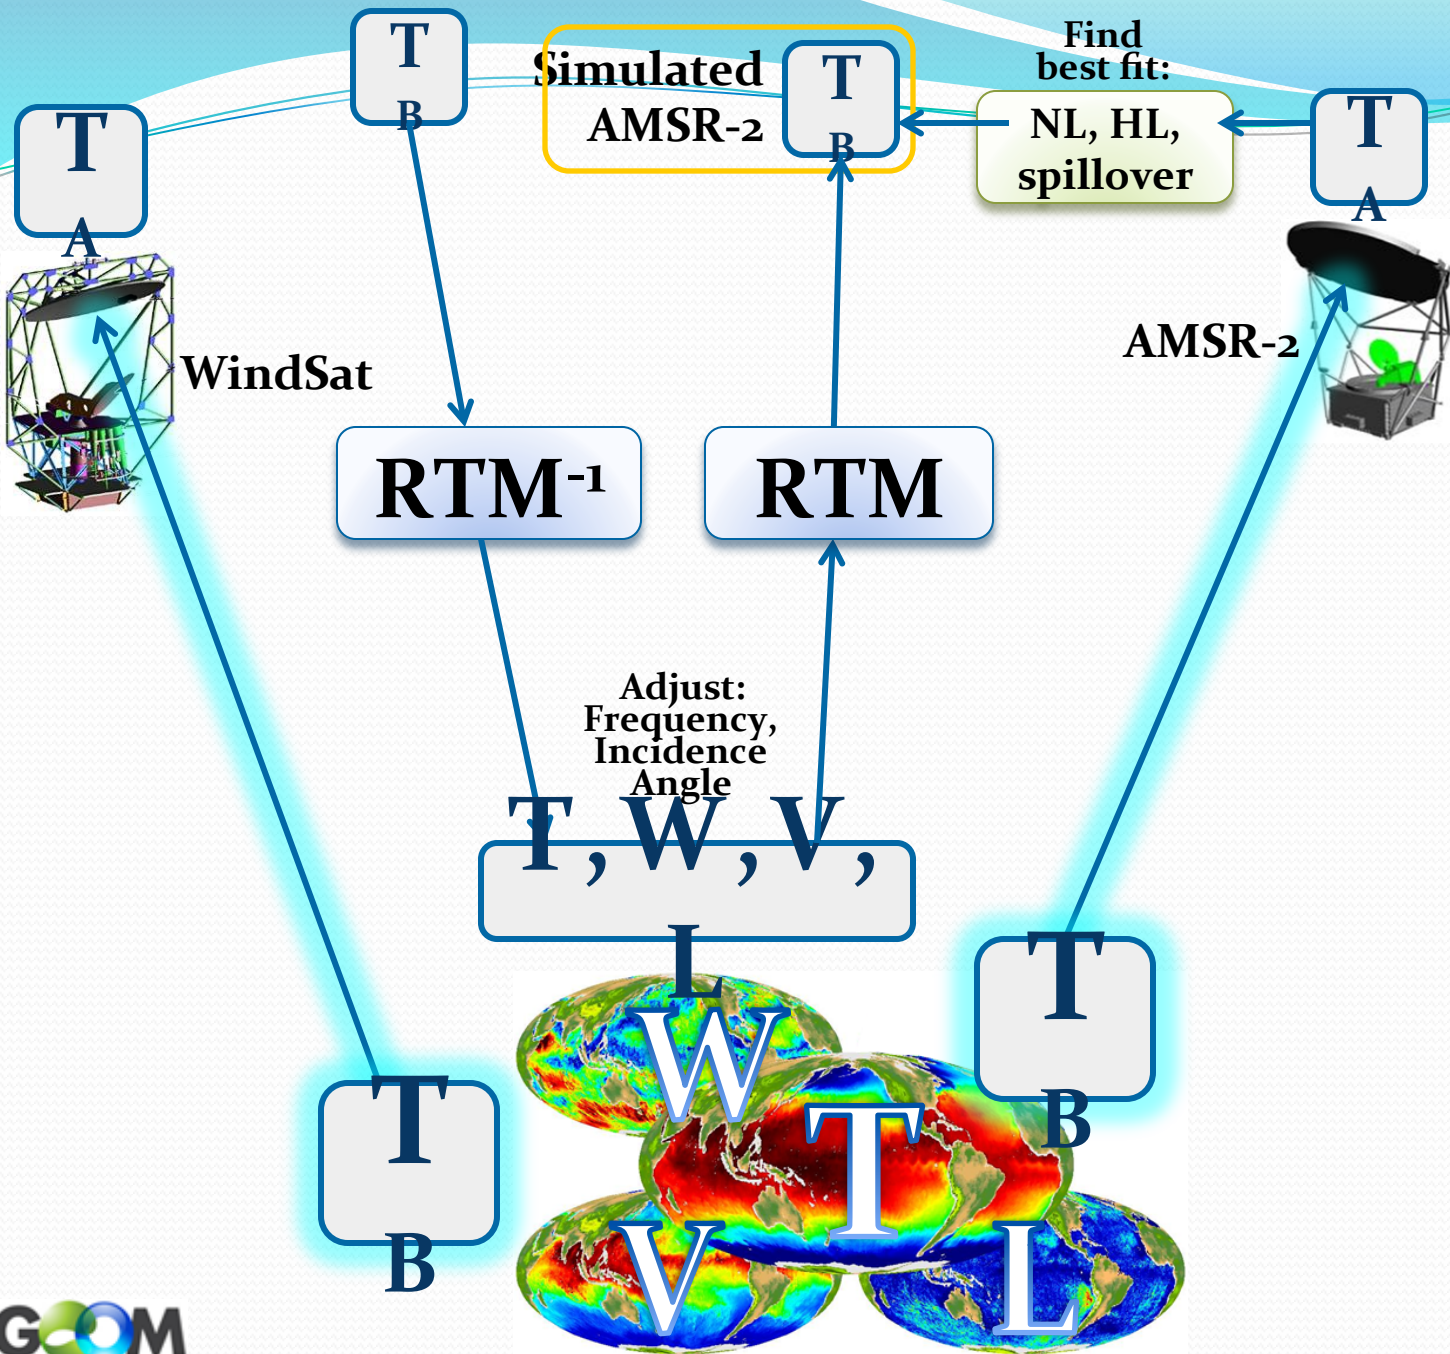 T
B
Simulated
AMSR-2
T
B
Find
best fit:
NL, HL,
spillover
T
A
T
A
WindSat
AMSR-2
RTM-1
RTM
Adjust:
Frequency,
Incidence
Angle
T, W, V,
L
T
B
T
B
W
T
V
L